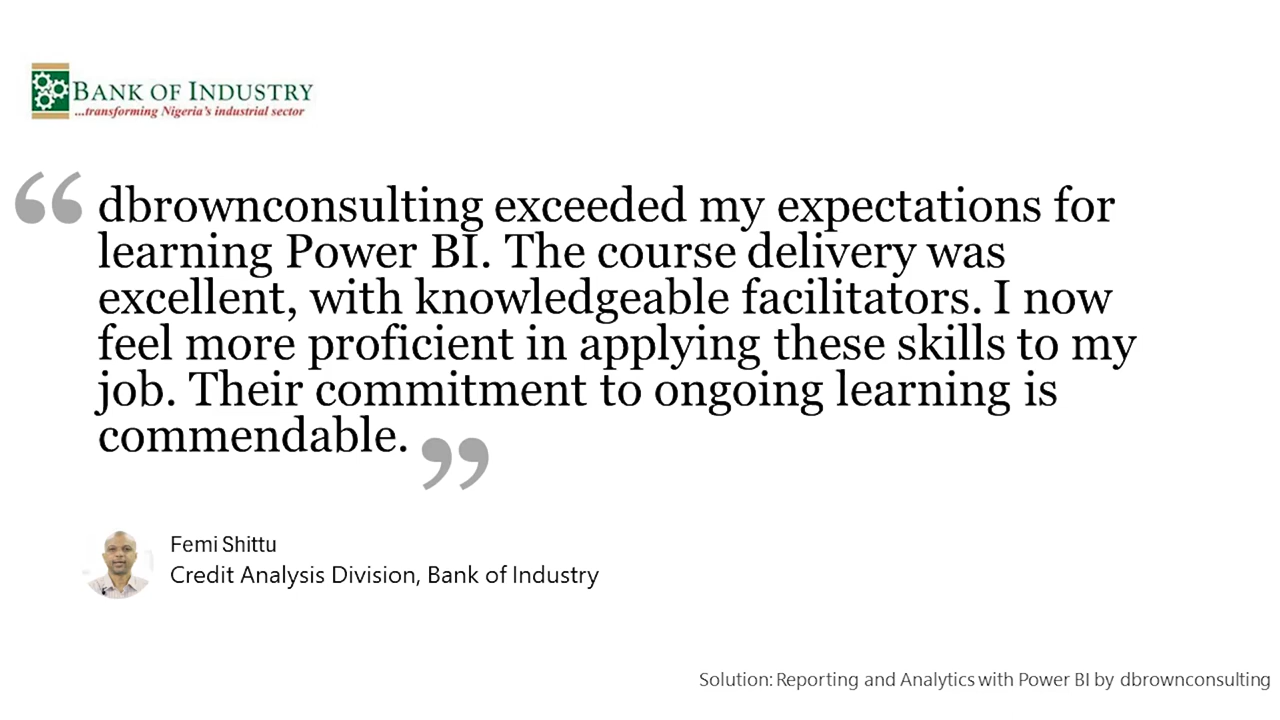 BANK OF INDUSTRY
...transforming Nigeria's industrial sector
“dbrownconsulting exceeded my expectations for
learning Power BI. The course delivery was
excellent, with knowledgeable facilitators. I now
feel more proficient in applying these skills to my
job. Their commitment to ongoing learning is
commendable.”
Femi Shittu
Credit Analysis Division, Bank of Industry
Solution: Reporting and Analytics with Power BI by dbrownconsulting